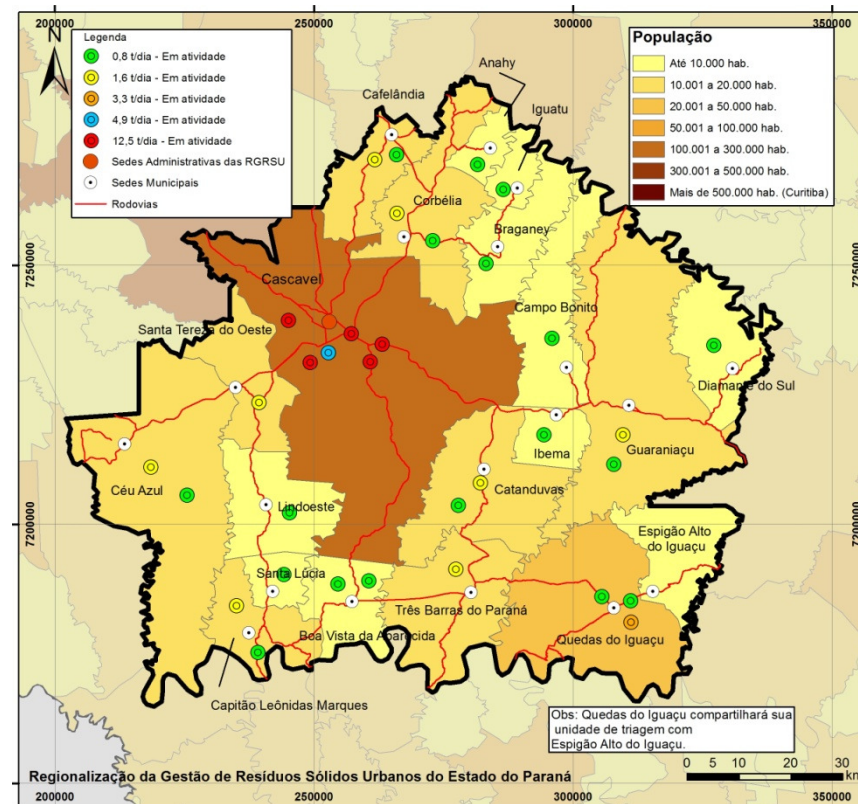 200000
250000
300000
350000
N
Legenda
0,8 t/dia - Em atividade
1,6 t/dia - Em atividade
3,3 t/dia - Em atividade
4,9 t/dia - Em atividade
12,5 t/dia - Em atividade
Sedes Administrativas das RGRSU
Sedes Municipais
Rodovias
População
Até 10.000 hab.
10.001 a 20.000 hab.
20.001 a 50.000 hab.
50.001 a 100.000 hab.
100.001 a 300.000 hab.
300.001 a 500.000 hab.
Mais de 500.000 hab. (Curitiba)
Anahy
Cafelândia
Iguatu
Corbélia
Braganey
7250000
7250000
Cascavel
Campo Bonito
Santa Tereza do Oeste
Diamante do Sul
Ibema
Guaraniaçu
Céu Azul
Catanduvas
Lindoeste
7200000
7200000
Espigão Alto
do Iguaçu
Santa Lúcia
Três Barras do Paraná
Boa Vista da Aparecida
Quedas do Iguaçu
Capitão Leônidas Marques
Obs: Quedas do Iguaçu compartilhará sua
unidade de triagem com
Espigão Alto do Iguaçu.
Regionalização da Gestão de Resíduos Sólidos Urbanos do Estado do Paraná
0 5 10 20 30
km
200000
250000
300000
350000